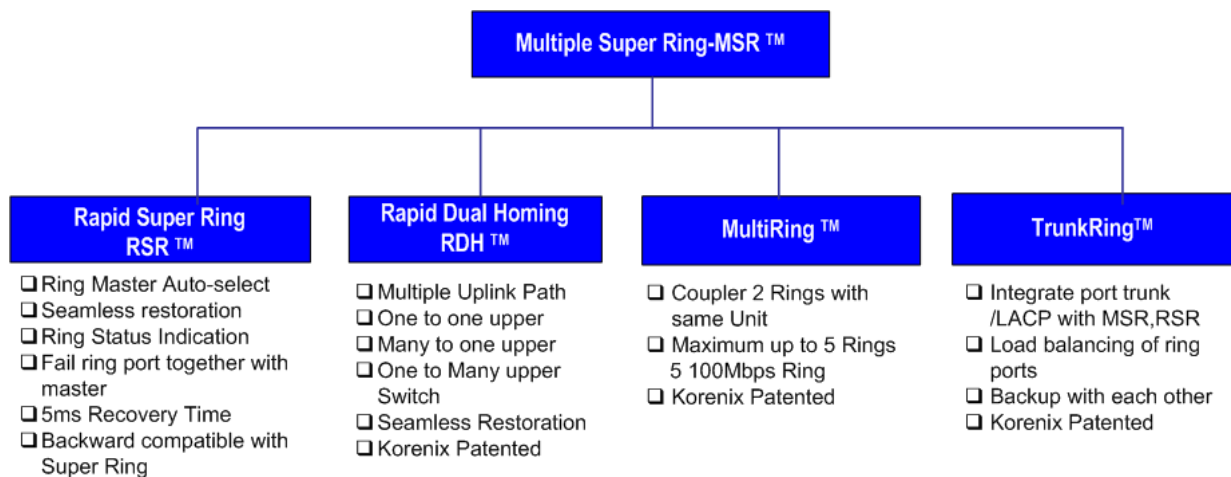 Multiple Super Ring-MSR ™
Rapid Super Ring
RSR ™
❑ Ring Master Auto-select
❑ Seamless restoration
❑ Ring Status Indication
❑ Fail ring port together with
master
❑ 5ms Recovery Time
❑ Backward compatible with
Super Ring
Rapid Dual Homing
RDH ™
❑ Multiple Uplink Path
❑ One to one upper
❑ Many to one upper
❑ One to Many upper
Switch
❑ Seamless Restoration
❑ Korenix Patented
MultiRing ™
❑ Coupler 2 Rings with
same Unit
❑ Maximum up to 5 Rings
5 100Mbps Ring
❑ Korenix Patented
TrunkRing™
❑ Integrate port trunk
/LACP with MSR,RSR
❑ Load balancing of ring
ports
❑ Backup with each other
❑ Korenix Patented